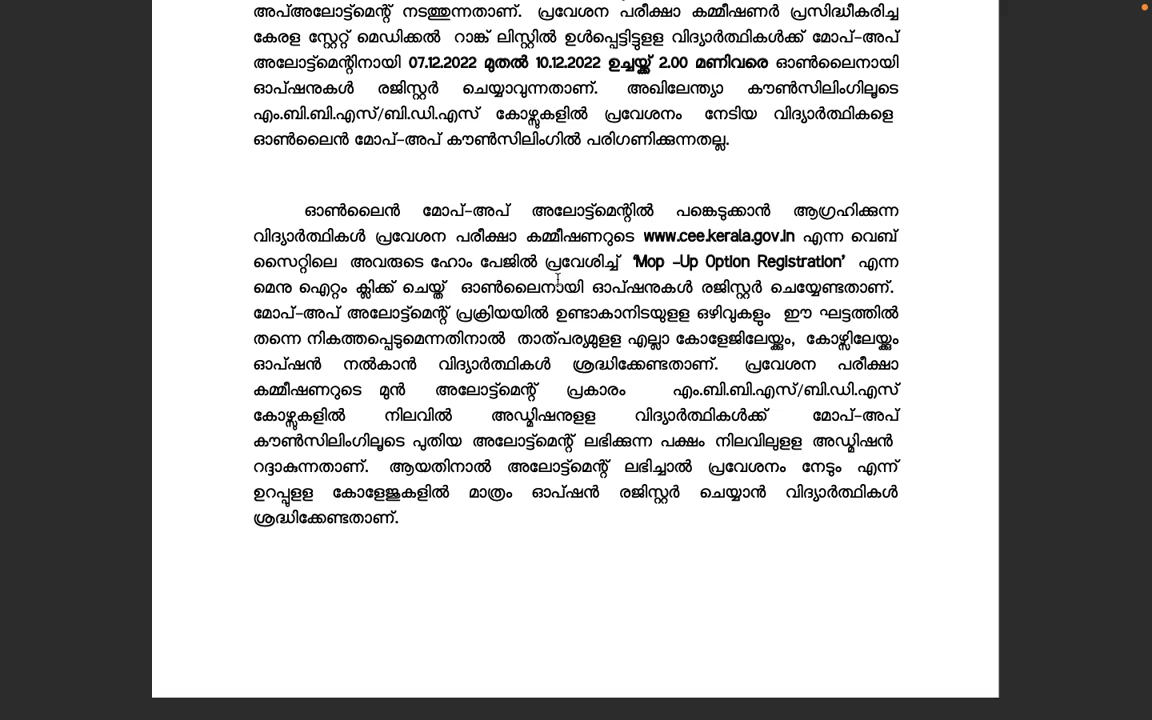 അപ്അലോട്ട്മെന്റ് നടത്തുന്നതാണ്. പ്രവേശന പരീക്ഷാ കമ്മീഷണർ പ്രസിദ്ധീകരിച്ച
കേരള സ്റ്റേറ്റ് മെഡിക്കൽ റാങ്ക് ലിസ്റ്റിൽ ഉൾപ്പെട്ടിട്ടുളള വിദ്യാർത്ഥികൾക്ക് മോപ്-അപ്
അലോട്ട്മെന്റിനായി 07.12.2022 മുതൽ 10.12.2022 ഉച്ചയ്ക്ക് 2.00 മണിവരെ ഓൺലൈനായി
ഓപ്ഷനുകൾ രജിസ്റ്റർ ചെയ്യാവുന്നതാണ്. അഖിലേന്ത്യാ കൗൺസിലിംഗിലൂടെ
എം.ബി.ബി.എസ്/ബി.ഡി.എസ് കോഴ്സുകളിൽ പ്രവേശനം നേടിയ വിദ്യാർത്ഥികളെ
ഓൺലൈൻ മോപ്-അപ് കൗൺസിലിംഗിൽ പരിഗണിക്കുന്നതല്ല.
ഓൺലൈൻ മോപ്-അപ് അലോട്ട്മെന്റിൽ പങ്കെടുക്കാൻ ആഗ്രഹിക്കുന്ന
വിദ്യാർത്ഥികൾ പ്രവേശന പരീക്ഷാ കമ്മീഷണറുടെ www.cee.kerala.gov.in എന്ന വെബ്
സൈറ്റിലെ അവരുടെ ഹോം പേജിൽ പ്രവേശിച്ച് 'Mop -Up Option Registration' എന്ന
മെനു ഐറ്റം ക്ലിക്ക് ചെയ്ത് ഓൺലൈനായി ഓപ്ഷനുകൾ രജിസ്റ്റർ ചെയ്യേണ്ടതാണ്.
മോപ്-അപ് അലോട്ട്മെന്റ് പ്രക്രിയയിൽ ഉണ്ടാകാനിടയുളള ഒഴിവുകളും ഈ ഘട്ടത്തിൽ
തന്നെ നികത്തപ്പെടുമെന്നതിനാൽ താത്പര്യമുളള എല്ലാ കോളേജിലേയ്ക്കും, കോഴ്സിലേയ്ക്കും
ഓപ്ഷൻ നൽകാൻ വിദ്യാർത്ഥികൾ ശ്രദ്ധിക്കേണ്ടതാണ്. പ്രവേശന പരീക്ഷാ
കമ്മീഷണറുടെ മുൻ അലോട്ട്മെന്റ് പ്രകാരം എം.ബി.ബി.എസ്/ബി.ഡി.എസ്
കോഴ്സുകളിൽ നിലവിൽ അഡ്മിഷനുളള വിദ്യാർത്ഥികൾക്ക് മോപ്-അപ്
കൗൺസിലിംഗിലൂടെ പുതിയ അലോട്ട്മെന്റ് ലഭിക്കുന്ന പക്ഷം നിലവിലുളള അഡ്മിഷൻ
റദ്ദാകുന്നതാണ്. ആയതിനാൽ അലോട്ട്മെന്റ് ലഭിച്ചാൽ പ്രവേശനം നേടും എന്ന്
ഉറപ്പുളള കോളേജുകളിൽ മാത്രം ഓപ്ഷൻ രജിസ്റ്റർ ചെയ്യാൻ വിദ്യാർത്ഥികൾ
ശ്രദ്ധിക്കേണ്ടതാണ്.